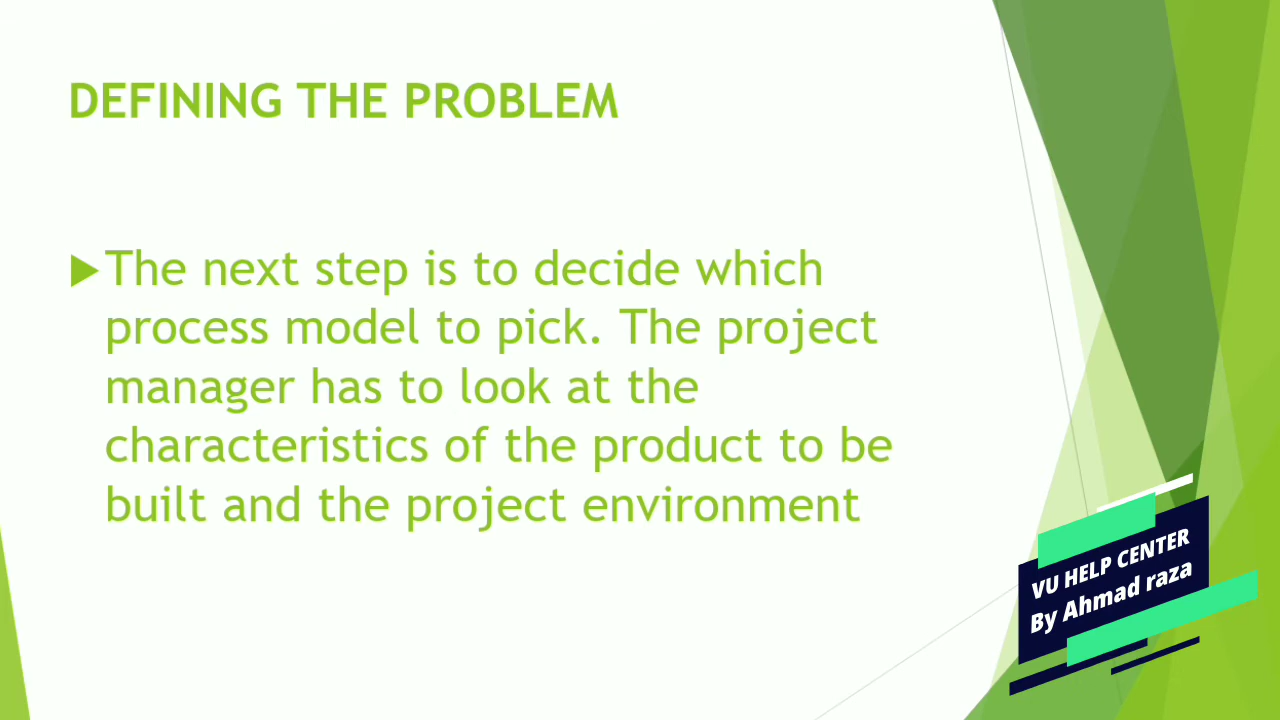 DEFINING THE PROBLEM
The next step is to decide which
process model to pick. The project
manager has to look at the
characteristics of the product to be
built and the project environment
VU HELP CENTER
By Ahmad raza